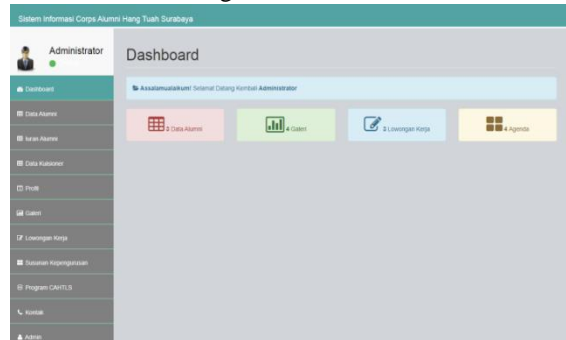 Sistem Informasi Corps Alumni Hang Tuah Surabaya
Administrator
Dashboard
Dashboard
Assalamualaikum! Selamat Datang Kembali Administrator
Data Alumni
Data Alumni
4 Galeri
Lowongan Kerja
4 Agenda
Iuran Alumni
Data Kuisioner
Profil
Galeri
Lowongan Kerja
Susunan Kepengurusan
Program CAHTLS
Kontak
Admin